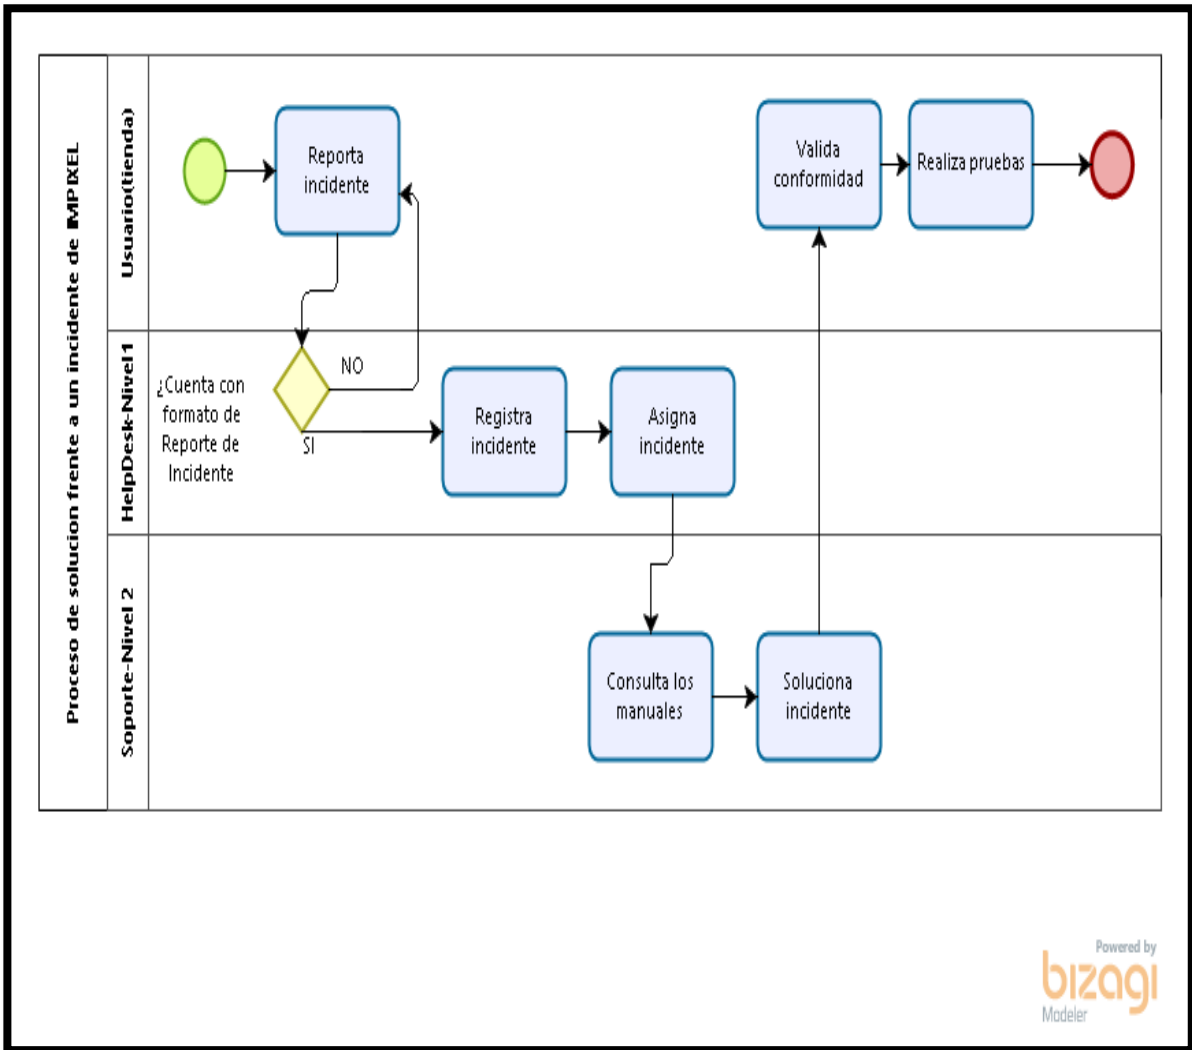 Proceso de solucion frente a un incidente de IMPIXEL
Usuario(tienda)
Reporta
incidente
Valida
conformidad
Realiza pruebas
HelpDesk-Nivel 1
¿Cuenta con
formato de
Reporte de
Incidente
NO
SI
Registra
incidente
Asigna
incidente
Soporte-Nivel 2
Consulta los
manuales
Soluciona
incidente
Powered by
bizagi
Modeler